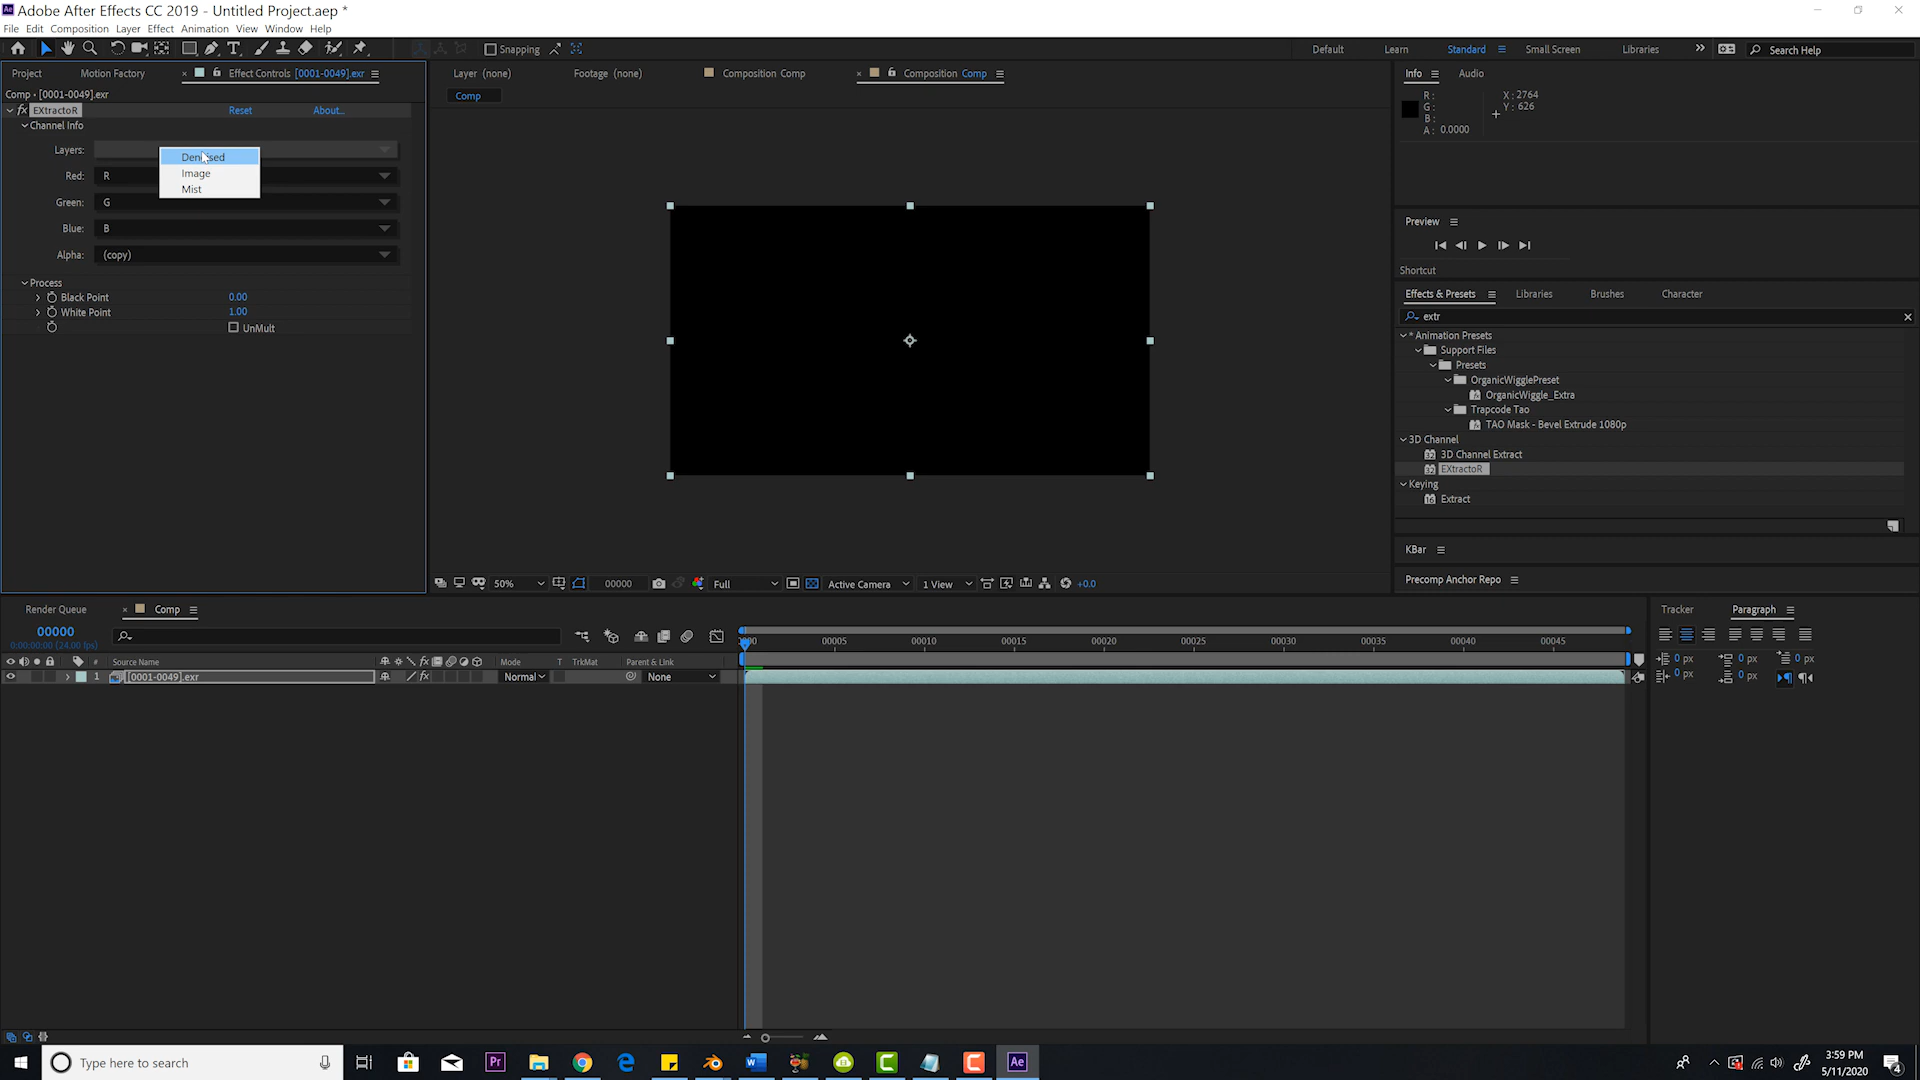 Adobe After Effects CC 2019 - Untitled Project.aep *
File Edit Composition Layer Effect Animation View Window Help
Snapping
Default Learn Standard Small Screen Libraries Search Help
Project Motion Factory Effect Controls [0001-0049].exr
Layer (none) Footage (none) Composition Comp Composition Comp
Info Audio
Comp • [0001-0049].exr
Comp
R :
G :
B :
A : 0.0000
X : 2764
Y : 626
fx EXtractoR Reset About...
Channel Info
Layers:
Denoised
Image
Mist
Red: R
Green: G
Blue: B
Alpha: (copy)
Process
Black Point 0.00
White Point 1.00
UnMult
Preview
Shortcut
Effects & Presets Libraries Brushes Character
extr
* Animation Presets
Support Files
Presets
OrganicWigglePreset
OrganicWiggle_Extra
Trapcode Tao
TAO Mask - Bevel Extrude 1080p
3D Channel
3D Channel Extract
EXtractoR
Keying
Extract
KBar
Precomp Anchor Repo
50% 00000 Full Active Camera 1 View +0.0
Render Queue Comp
00000
0:00:00:00 (24.00 fps)
00005 00010 00015 00020 00025 00030 00035 00040 00045
# Source Name Mode T TrkMat Parent & Link
1 [0001-0049].exr Normal None
Tracker Paragraph
0 px 0 px 0 px
0 px 0 px
Type here to search
3:59 PM
5/11/2020